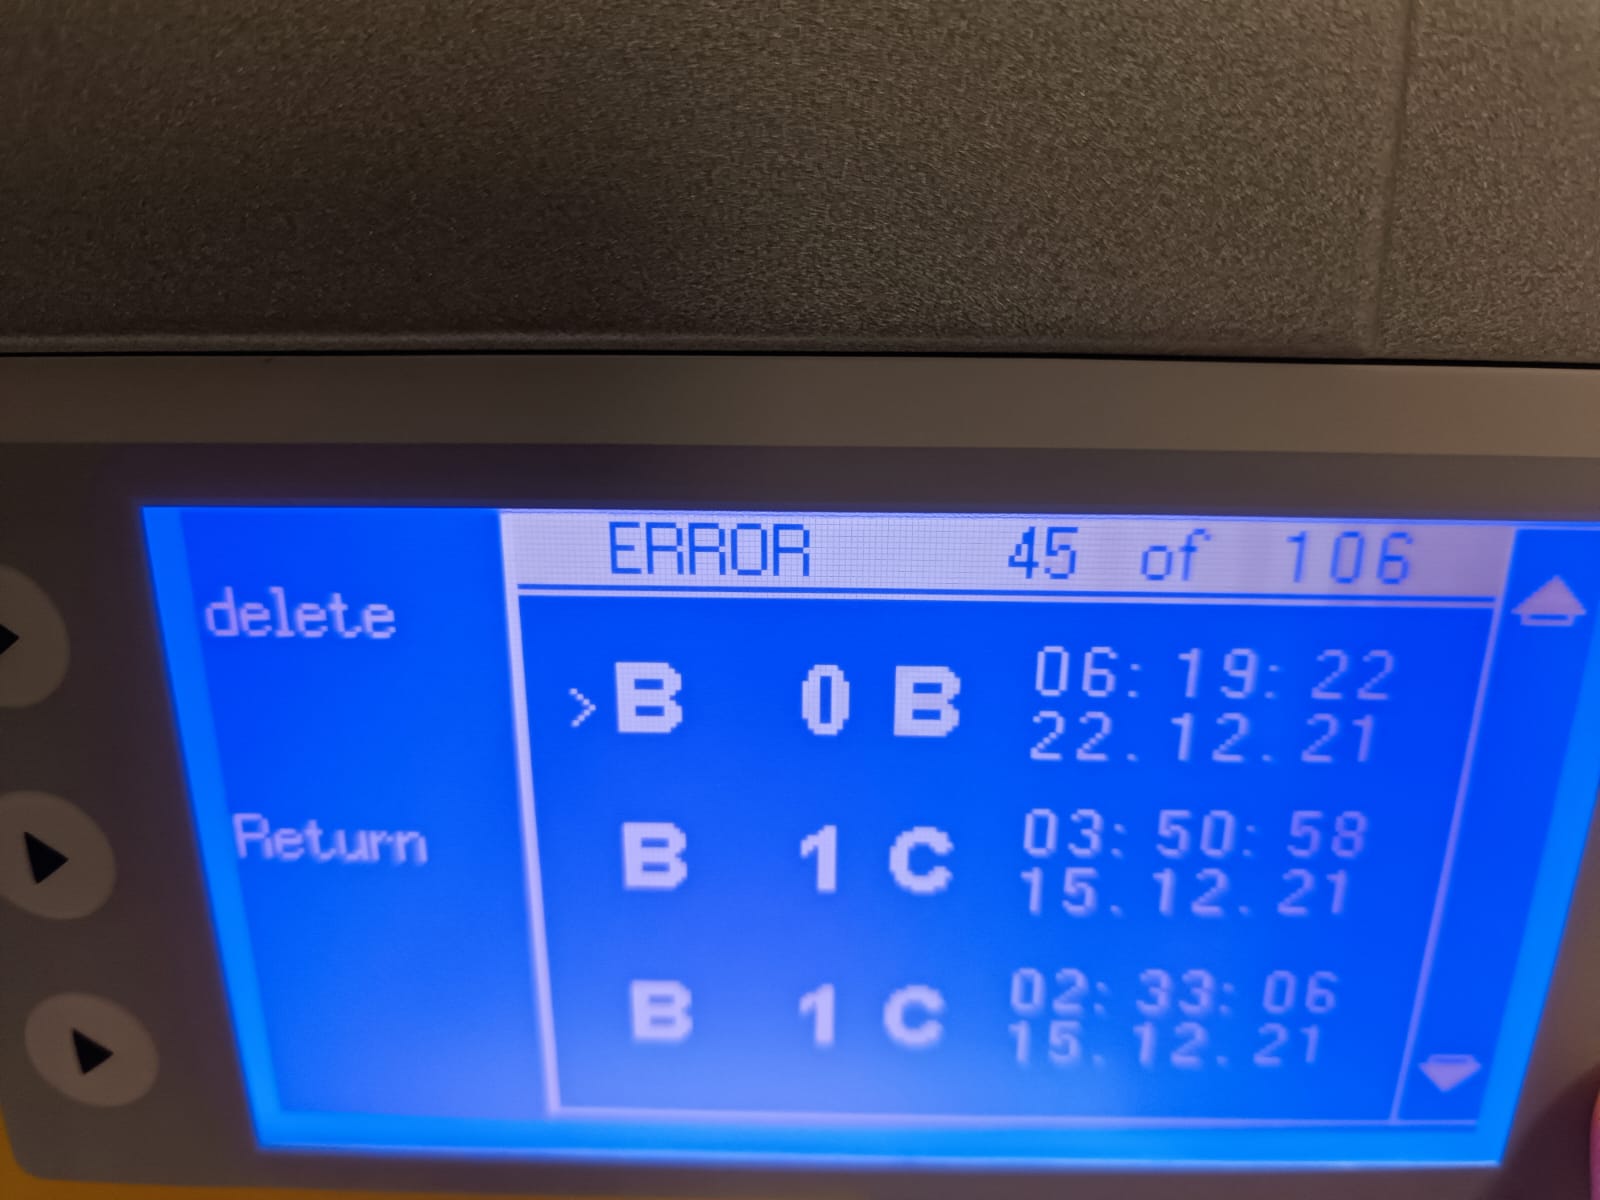 ERROR 45 of 106
delete
>B 0 B 06:19:22
22.12.21
Return
B 1 C 03:50:58
15.12.21
B 1 C 02:33:06
15.12.21